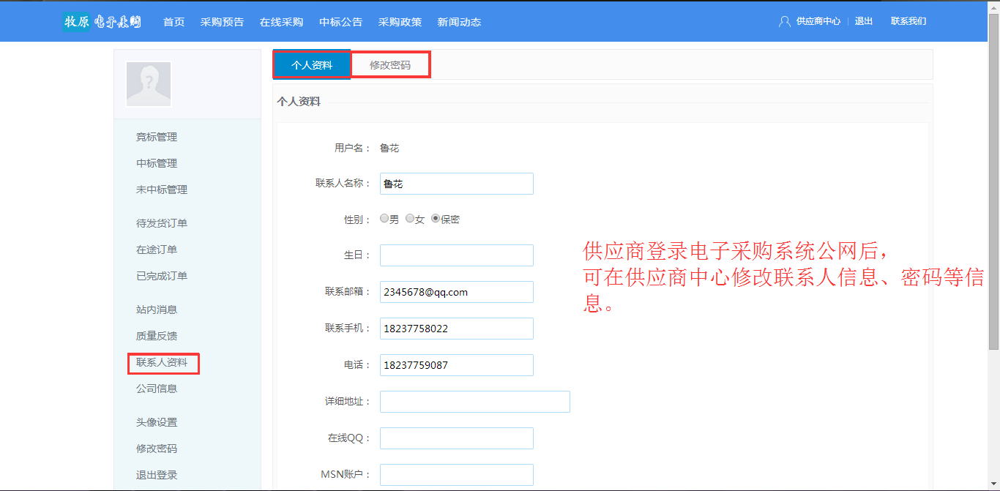 牧原 电子采购 首页 采购预告 在线采购 中标公告 采购政策 新闻动态 供应商中心 退出 联系我们
个人资料 修改密码
个人资料
竞标管理
中标管理
未中标管理
待发货订单
在途订单
已完成订单
站内消息
质量反馈
联系人资料
公司信息
头像设置
修改密码
退出登录
用户名： 鲁花
联系人名称： 鲁花
性别： 男 女 保密
生日：
联系邮箱： 2345678@qq.com
联系手机： 18237758022
电话： 18237759087
详细地址：
在线QQ：
MSN账户：
供应商登录电子采购系统公网后，
可在供应商中心修改联系人信息、密码等信
息。